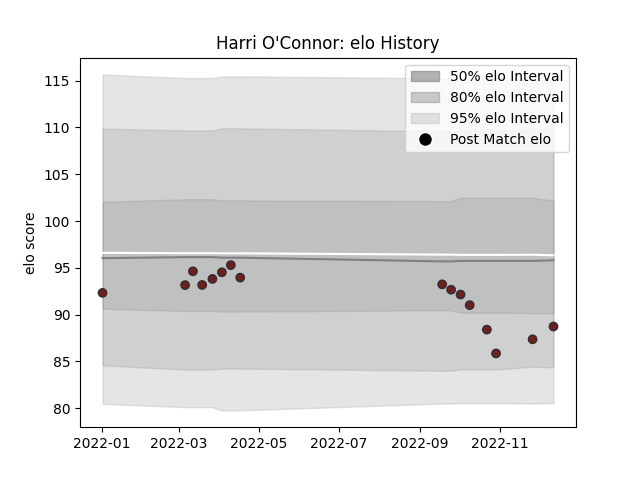 Harri O'Connor: elo History
115
110
105
100
95
90
85
80
elo score
50% elo Interval
80% elo Interval
95% elo Interval
Post Match elo
2022-01
2022-03
2022-05
2022-07
2022-09
2022-11